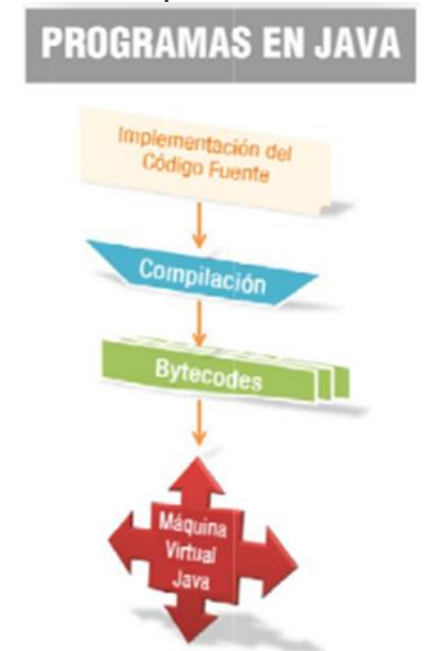 PROGRAMAS EN JAVA
Implementación del
Código Fuente
Compilación
Bytecodes
Máquina
Virtual
Java